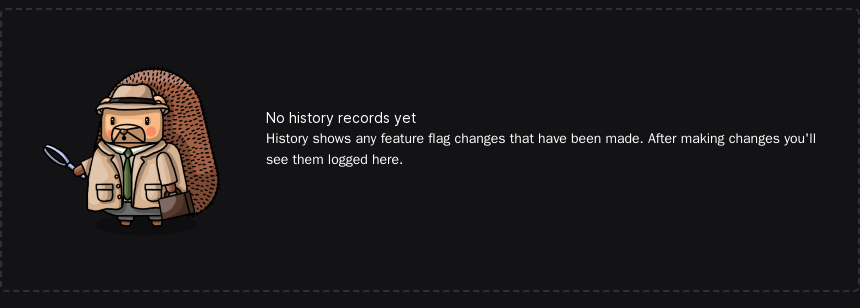 No history records yet
History shows any feature flag changes that have been made. After making changes you'll
see them logged here.